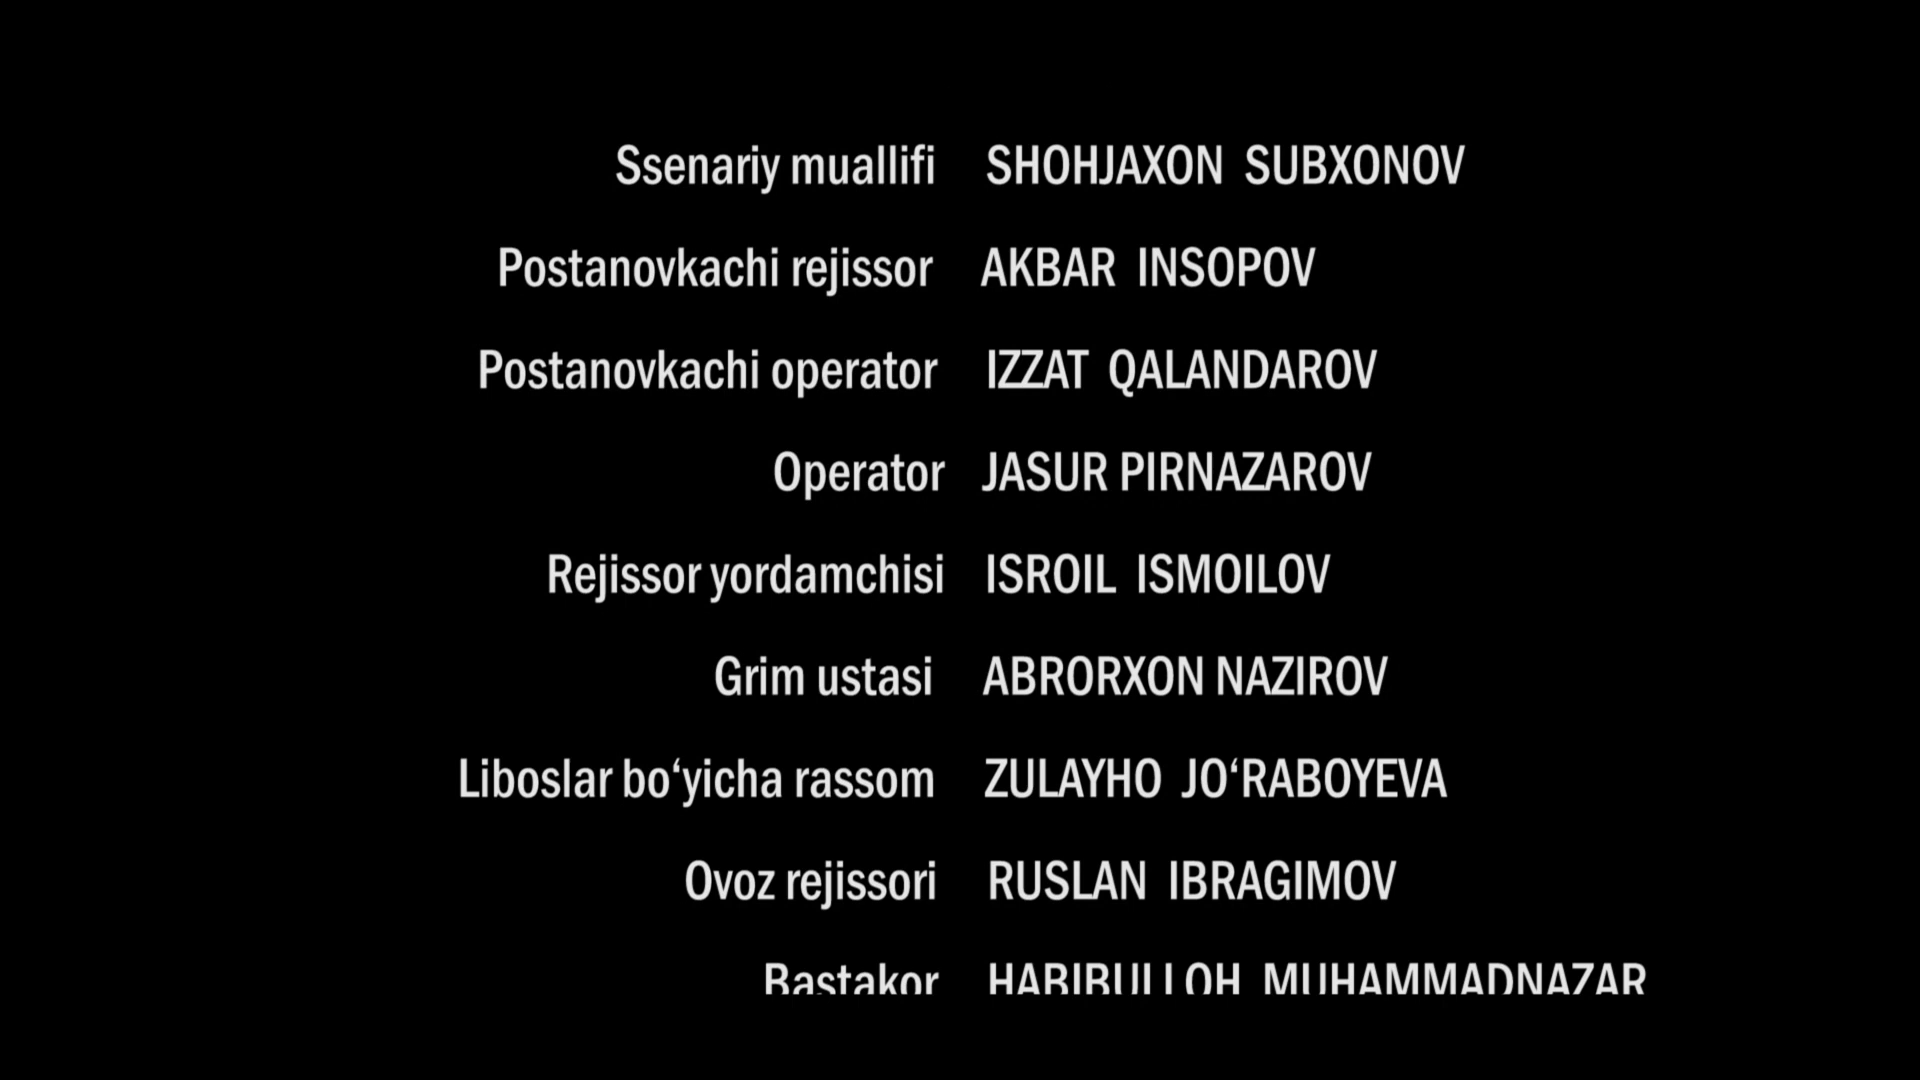 Ssenariy muallifi SHOHJAXON SUBXONOV
Postanovkachi rejissor AKBAR INSOPOV
Postanovkachi operator IZZAT QALANDAROV
Operator JASUR PIRNAZAROV
Rejissor yordamchisi ISROIL ISMOILOV
Grim ustasi ABRORXON NAZIROV
Liboslar bo‘yicha rassom ZULAYHO JO‘RABOYEVA
Ovoz rejissori RUSLAN IBRAGIMOV
Bastakor HABIBULLOH MUHAMMADNAZAR